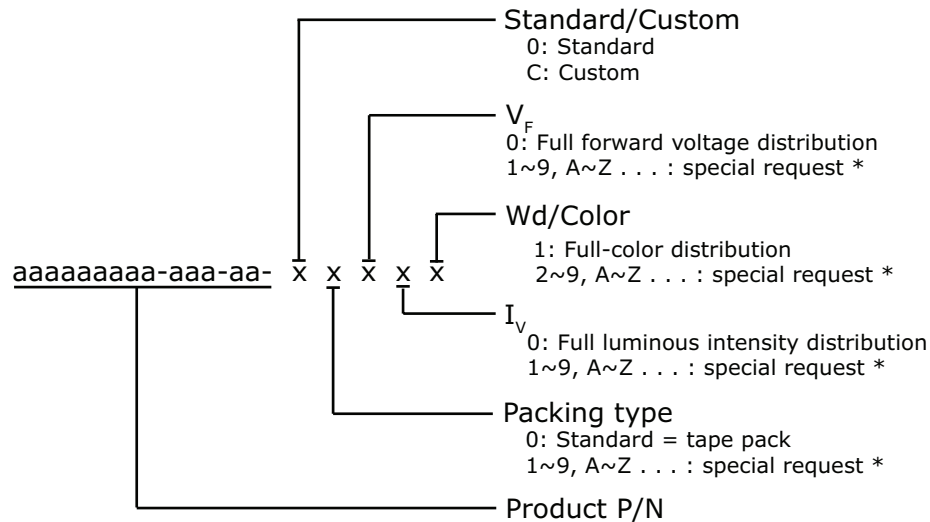 Standard/Custom
0: Standard
C: Custom
VF
0: Full forward voltage distribution
1~9, A~Z . . . : special request *
Wd/Color
1: Full-color distribution
2~9, A~Z . . . : special request *
aaaaaaaaa-aaa-aa- x x x x x
IV
0: Full luminous intensity distribution
1~9, A~Z . . . : special request *
Packing type
0: Standard = tape pack
1~9, A~Z . . . : special request *
Product P/N